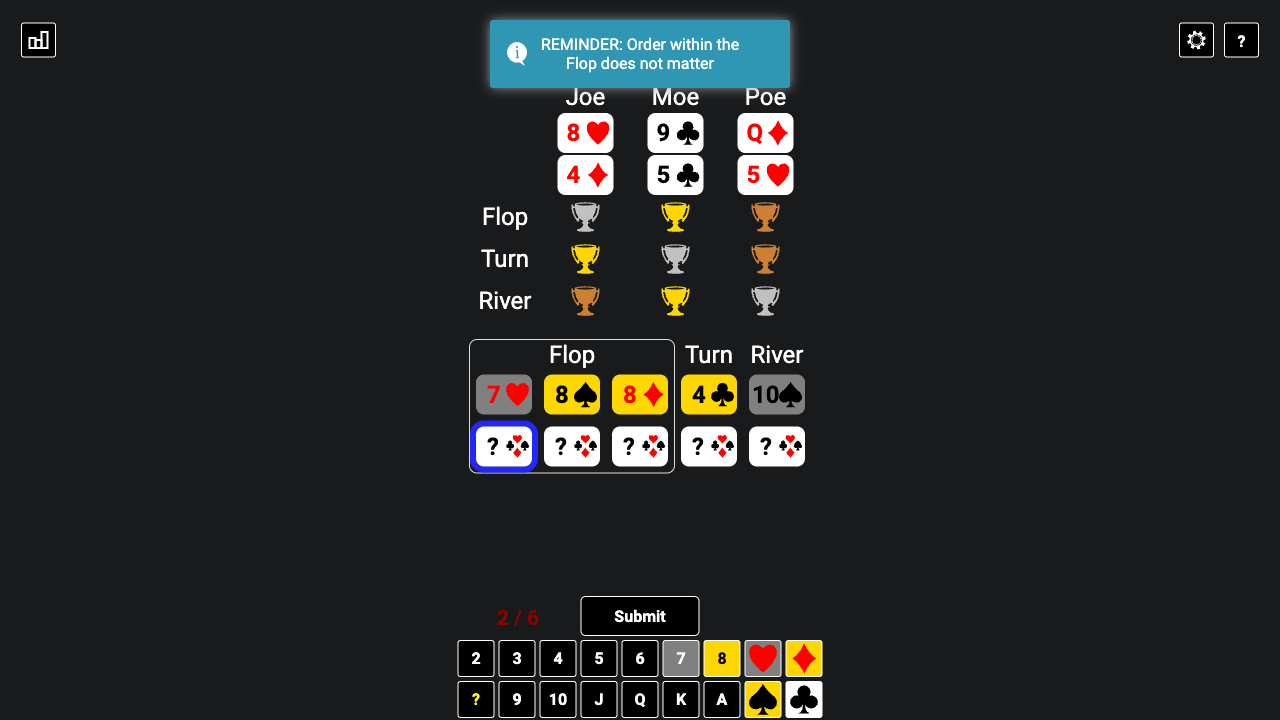 REMINDER: Order within the
Flop does not matter
?
Joe Moe Poe
8 9 Q
4 5 5
Flop
Turn
River
Flop Turn River
7 8 8 4 10
? ? ? ? ?
2 / 6 Submit
2 3 4 5 6 7 8
? 9 10 J Q K A